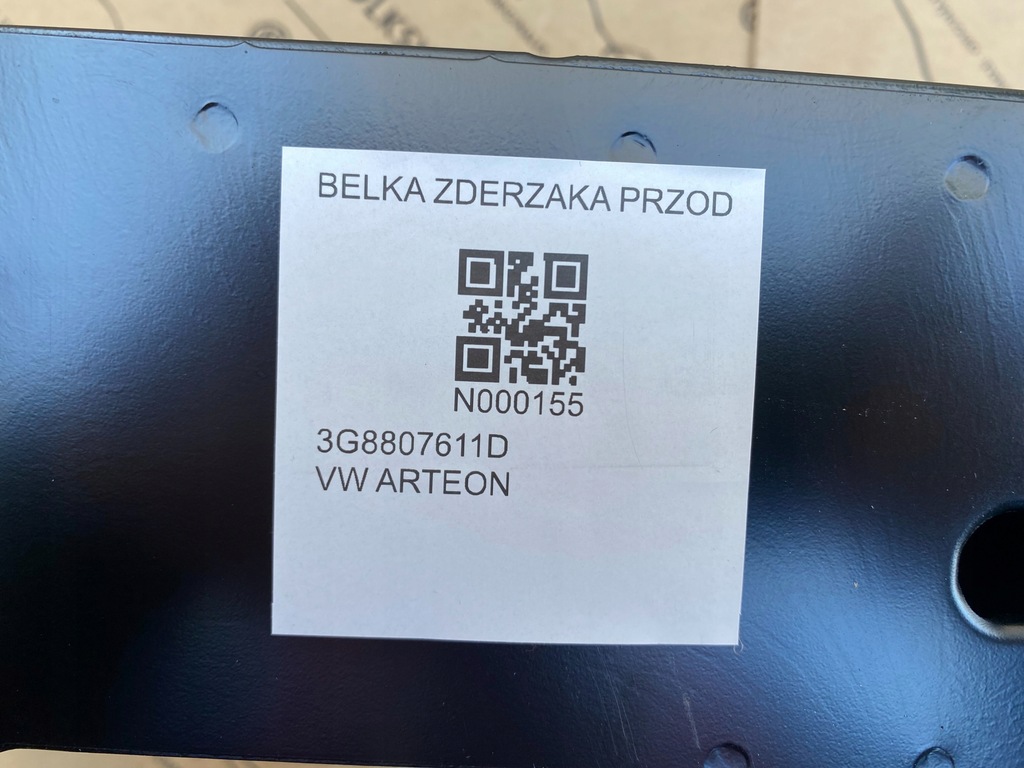 BELKA ZDERZAKA PRZOD
N000155
3G8807611D
VW ARTEON